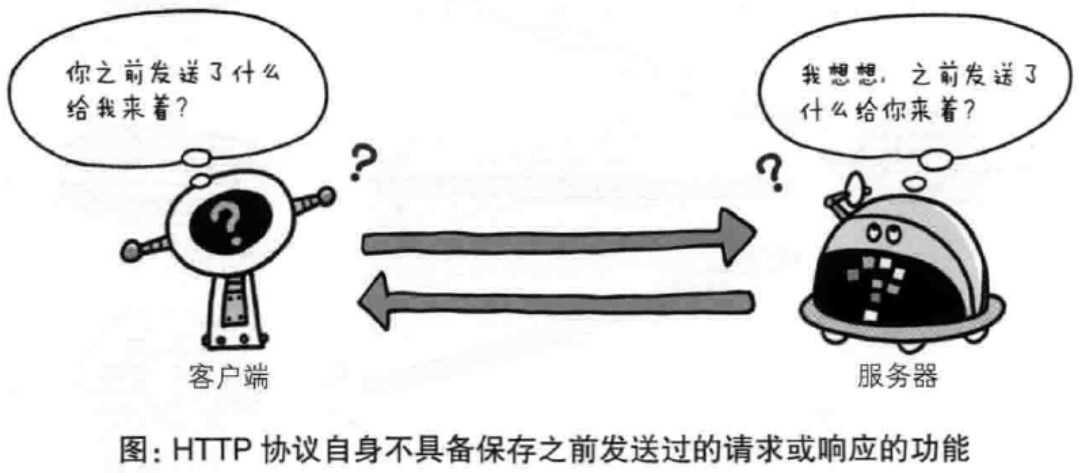 你之前发送了什么
给我来着?
我想想,之前发送了
什么给你来着?
?
?
?
客户端
服务器
图:HTTP 协议自身不具备保存之前发送过的请求或响应的功能